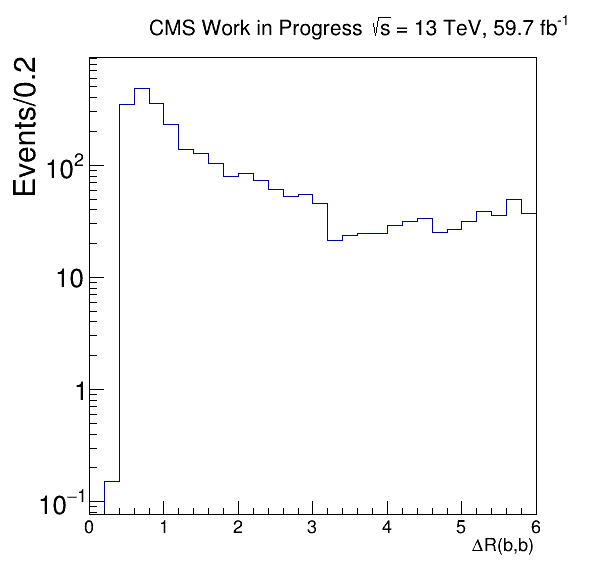 CMS Work in Progress √s = 13 TeV, 59.7 fb⁻¹
Events/0.2
10²
10
1
10⁻¹
0 1 2 3 4 5 6
ΔR(b,b)